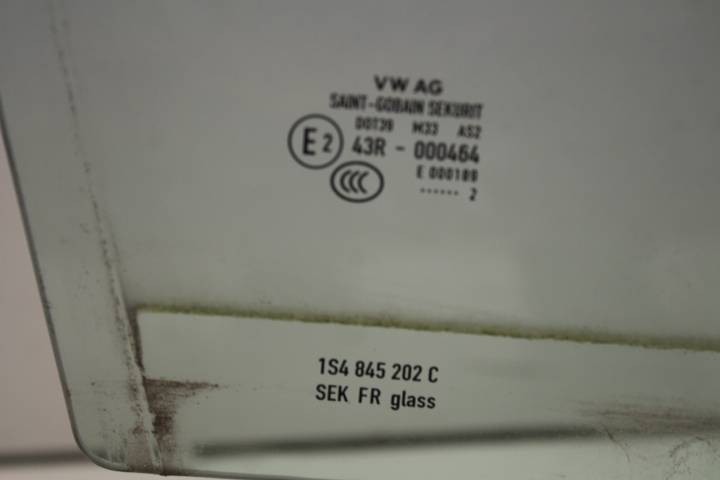 VW AG
SAINT-GOBAIN SEKURIT
DOT39 M33 AS2
E2 43R - 000464
E 000189
CCC
...... 2
1S4 845 202 C
SEK FR glass